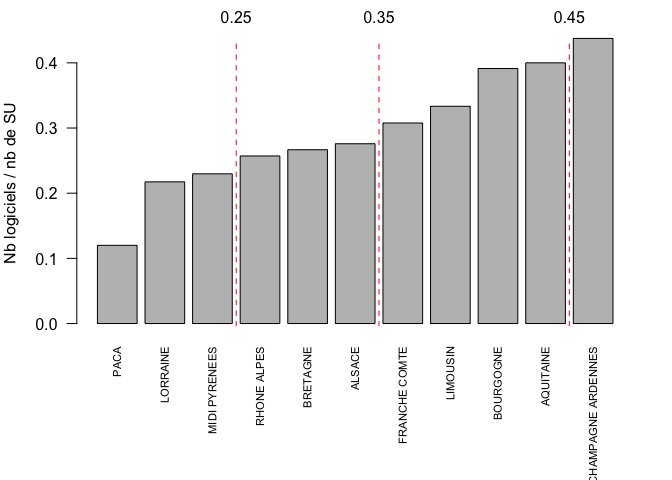 0.25 0.35 0.45
Nb logiciels / nb de SU
0.4
0.3
0.2
0.1
0.0
PACA
LORRAINE
MIDI PYRENEES
RHONE ALPES
BRETAGNE
ALSACE
FRANCHE COMTE
LIMOUSIN
BOURGOGNE
AQUITAINE
CHAMPAGNE ARDENNES